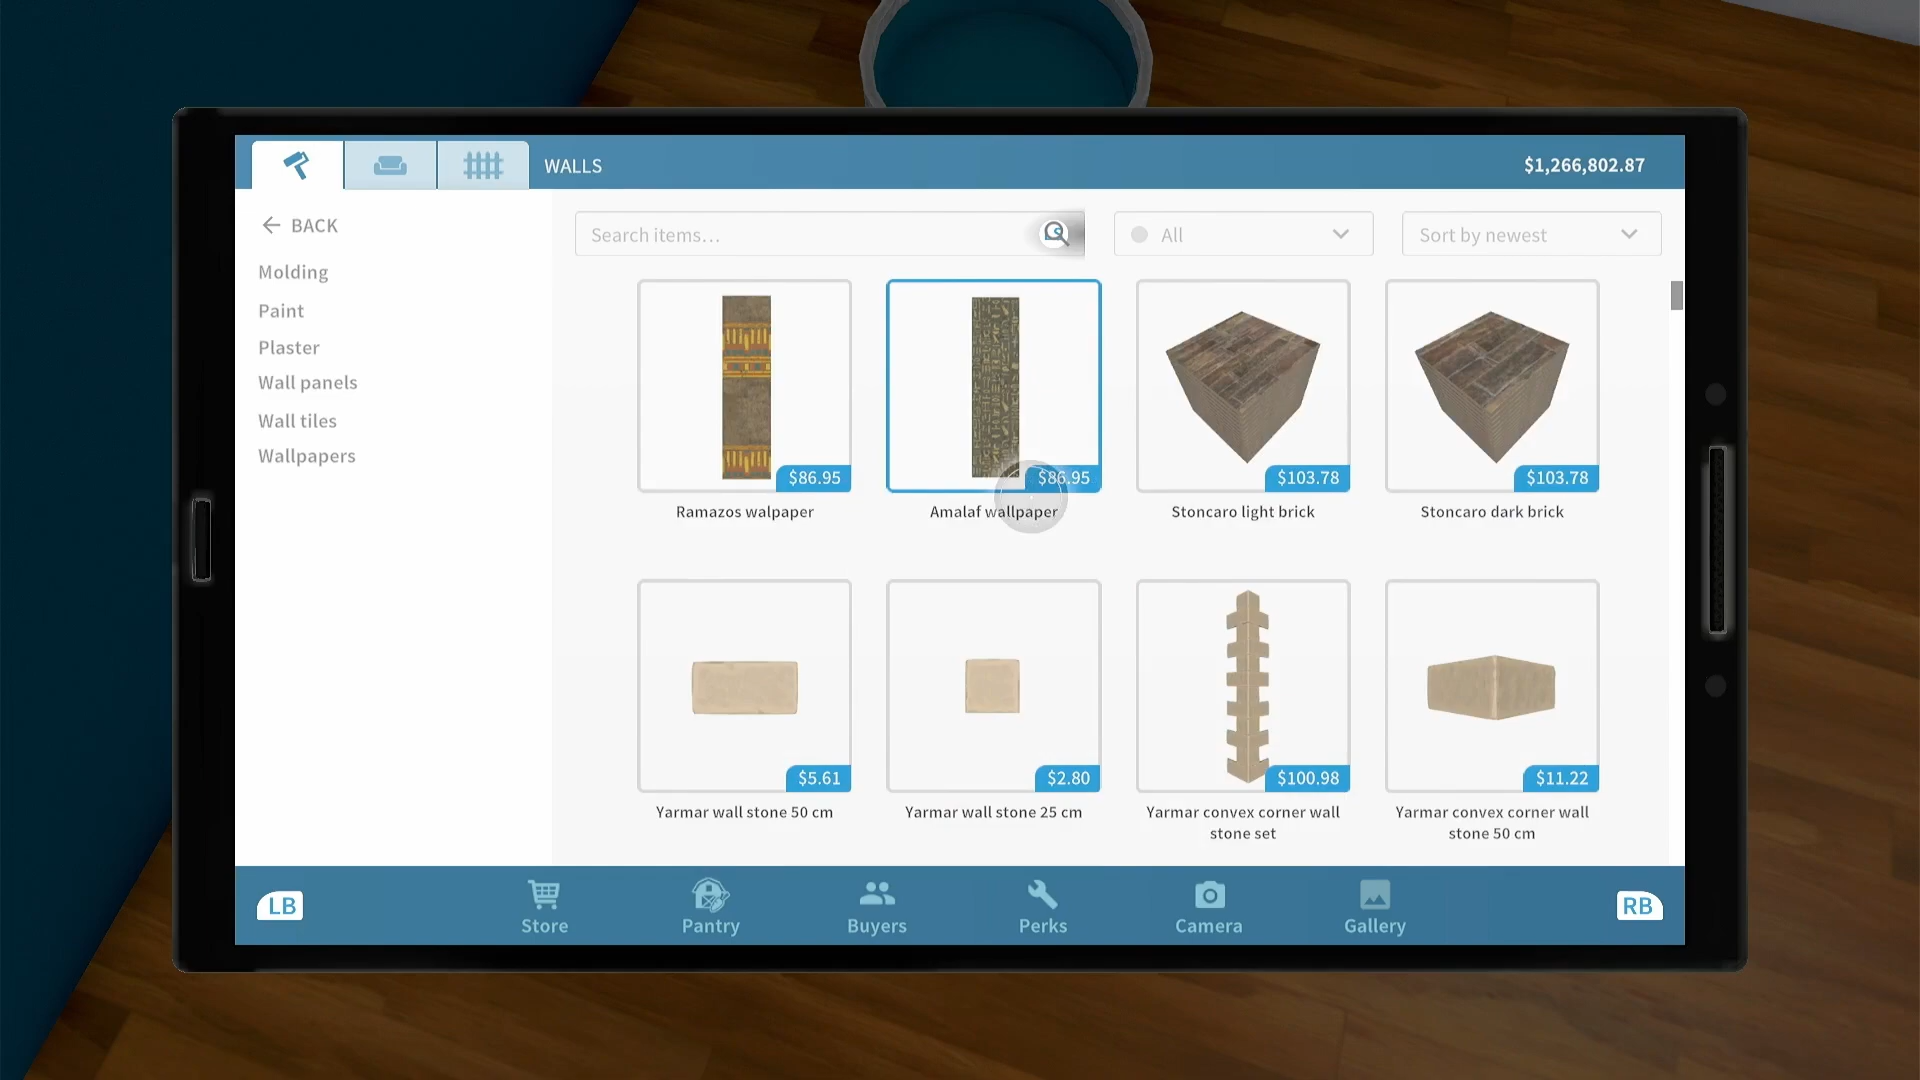 WALLS
$1,266,802.87
BACK
Molding
Paint
Plaster
Wall panels
Wall tiles
Wallpapers
Search items...
All
Sort by newest
$86.95
$86.95
$103.78
$103.78
Ramazos walpaper
Amalaf wallpaper
Stoncaro light brick
Stoncaro dark brick
$5.61
$2.80
$100.98
$11.22
Yarmar wall stone 50 cm
Yarmar wall stone 25 cm
Yarmar convex corner wall
stone set
Yarmar convex corner wall
stone 50 cm
LB
Store
Pantry
Buyers
Perks
Camera
Gallery
RB